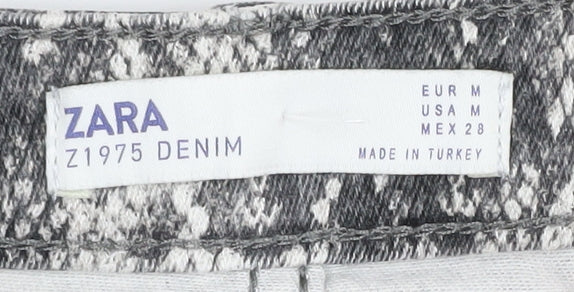 ZARA
Z1975 DENIM
EUR M
USA M
MEX 28
MADE IN TURKEY